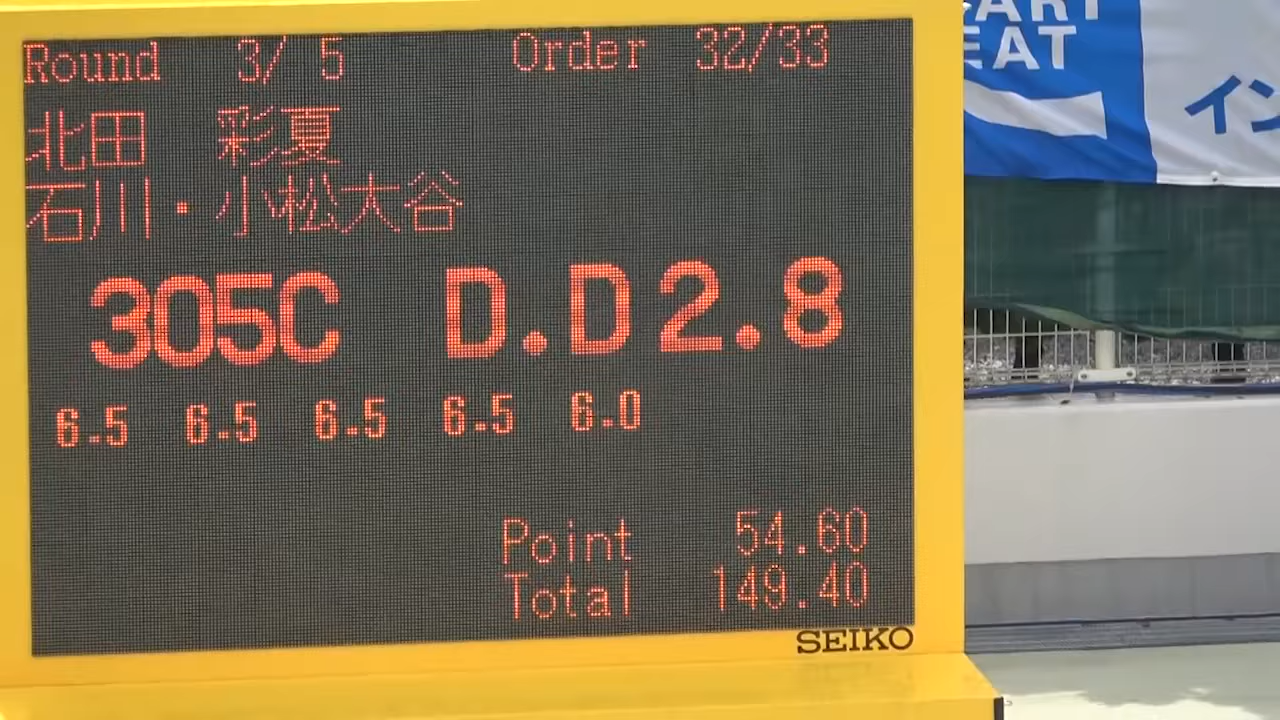 Round 3/ 5 Order 32/33
北田 彩夏
石川・小松大谷
305C D.D2.8
6.5 6.5 6.5 6.5 6.0
Point 54.60
Total 149.40
SEIKO
EAT
イン